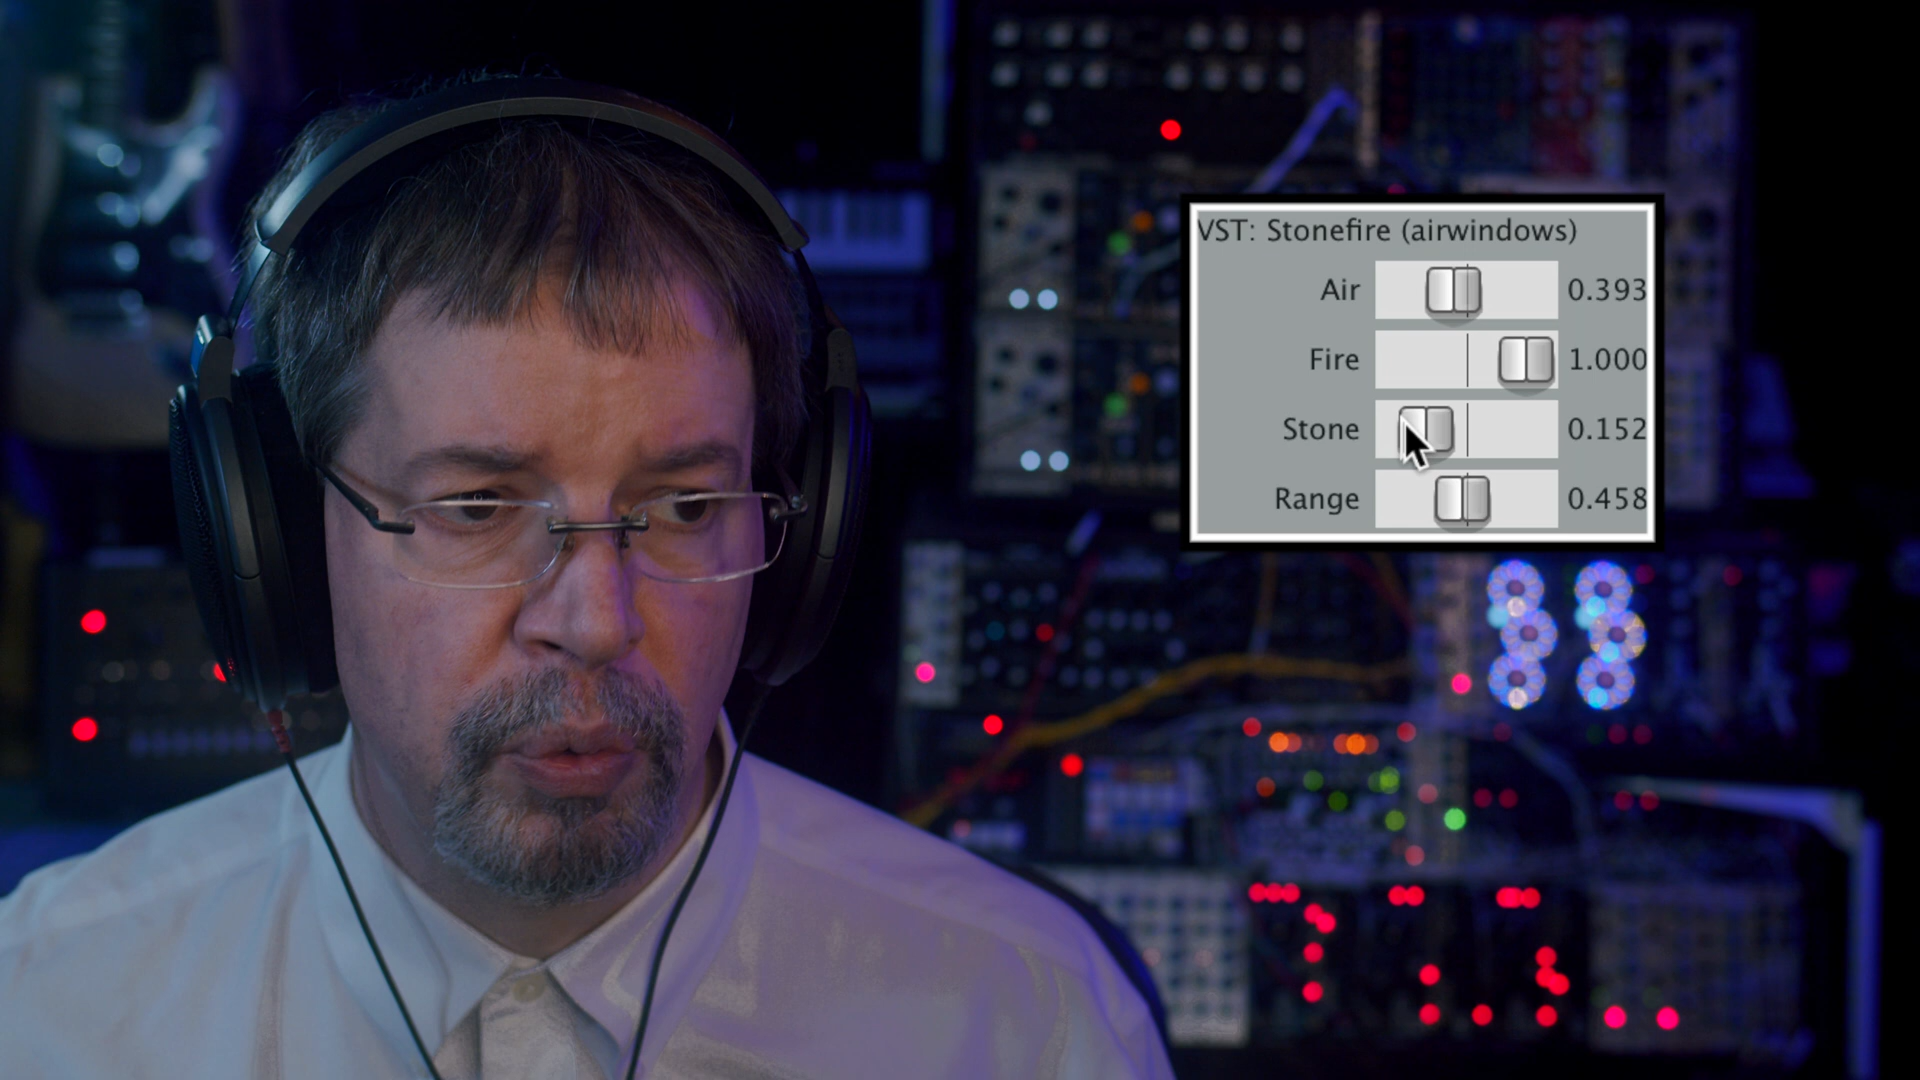 VST: Stonefire (airwindows)
Air 0.393
Fire 1.000
Stone 0.152
Range 0.458